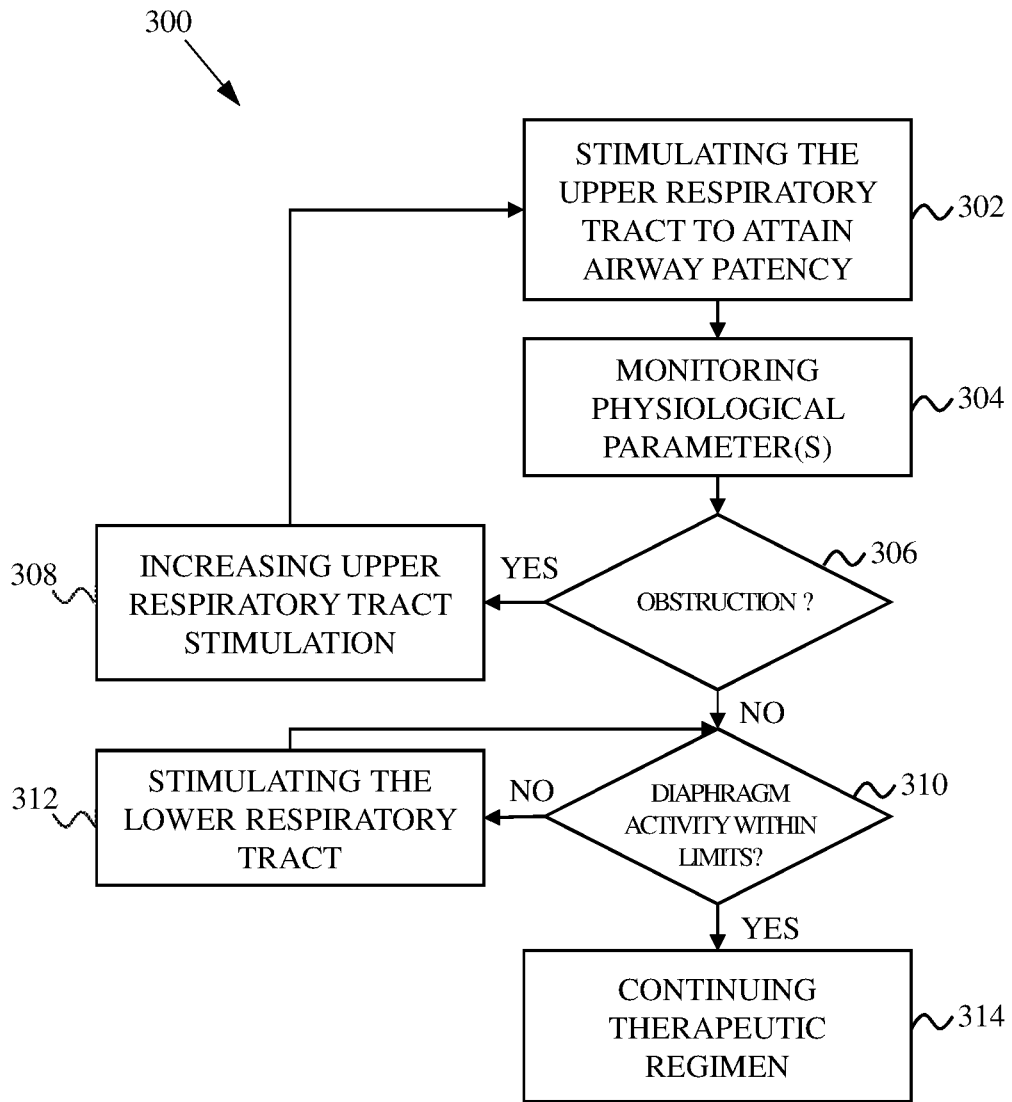 300
STIMULATING THE
UPPER RESPIRATORY
TRACT TO ATTAIN
AIRWAY PATENCY
302
MONITORING
PHYSIOLOGICAL
PARAMETER(S)
304
OBSTRUCTION ?
306
YES
INCREASING UPPER
RESPIRATORY TRACT
STIMULATION
308
NO
DIAPHRAGM
ACTIVITY WITHIN
LIMITS?
310
NO
STIMULATING THE
LOWER RESPIRATORY
TRACT
312
YES
CONTINUING
THERAPEUTIC
REGIMEN
314